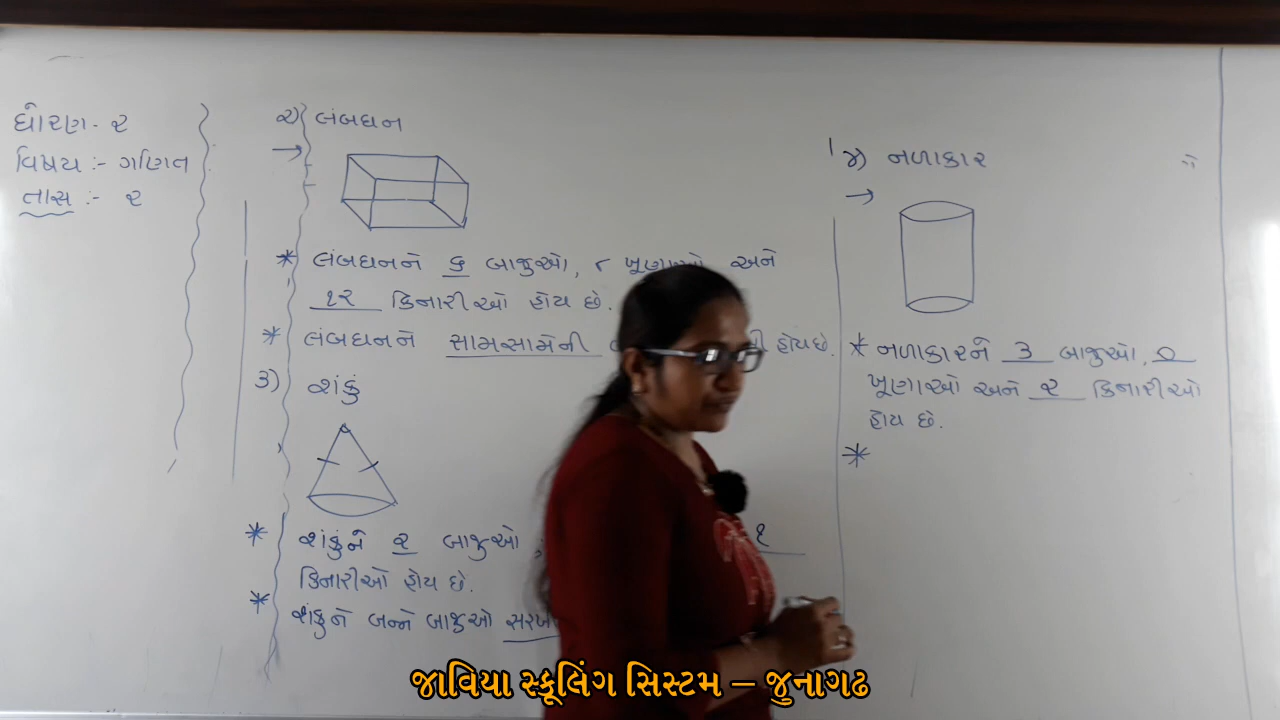 ધોરણ - ૨
વિષય :- ગણિત
તાસ :- ૨
૨) લંબઘન
* લંબઘનને ૬ બાજુઓ, ૮ ખૂણાઓ અને
૧૨ કિનારીઓ હોય છે.
* લંબઘનને સામસામેની હોય છે.
૩) શંકું
* શંકુંને ૨ બાજુઓ, ૧
કિનારીઓ હોય છે.
* શંકુને બન્ને બાજુઓ
૪) નળાકાર
* નળાકારને ૩ બાજુઓ, ૦
ખૂણાઓ અને ૨ કિનારીઓ
હોય છે.
*
જાવિયા સ્કૂલિંગ સિસ્ટમ – જુનાગઢ